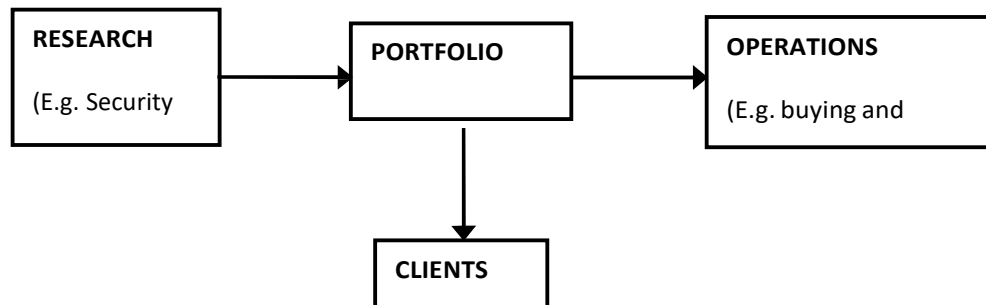 RESEARCH
(E.g. Security
PORTFOLIO
OPERATIONS
(E.g. buying and
CLIENTS